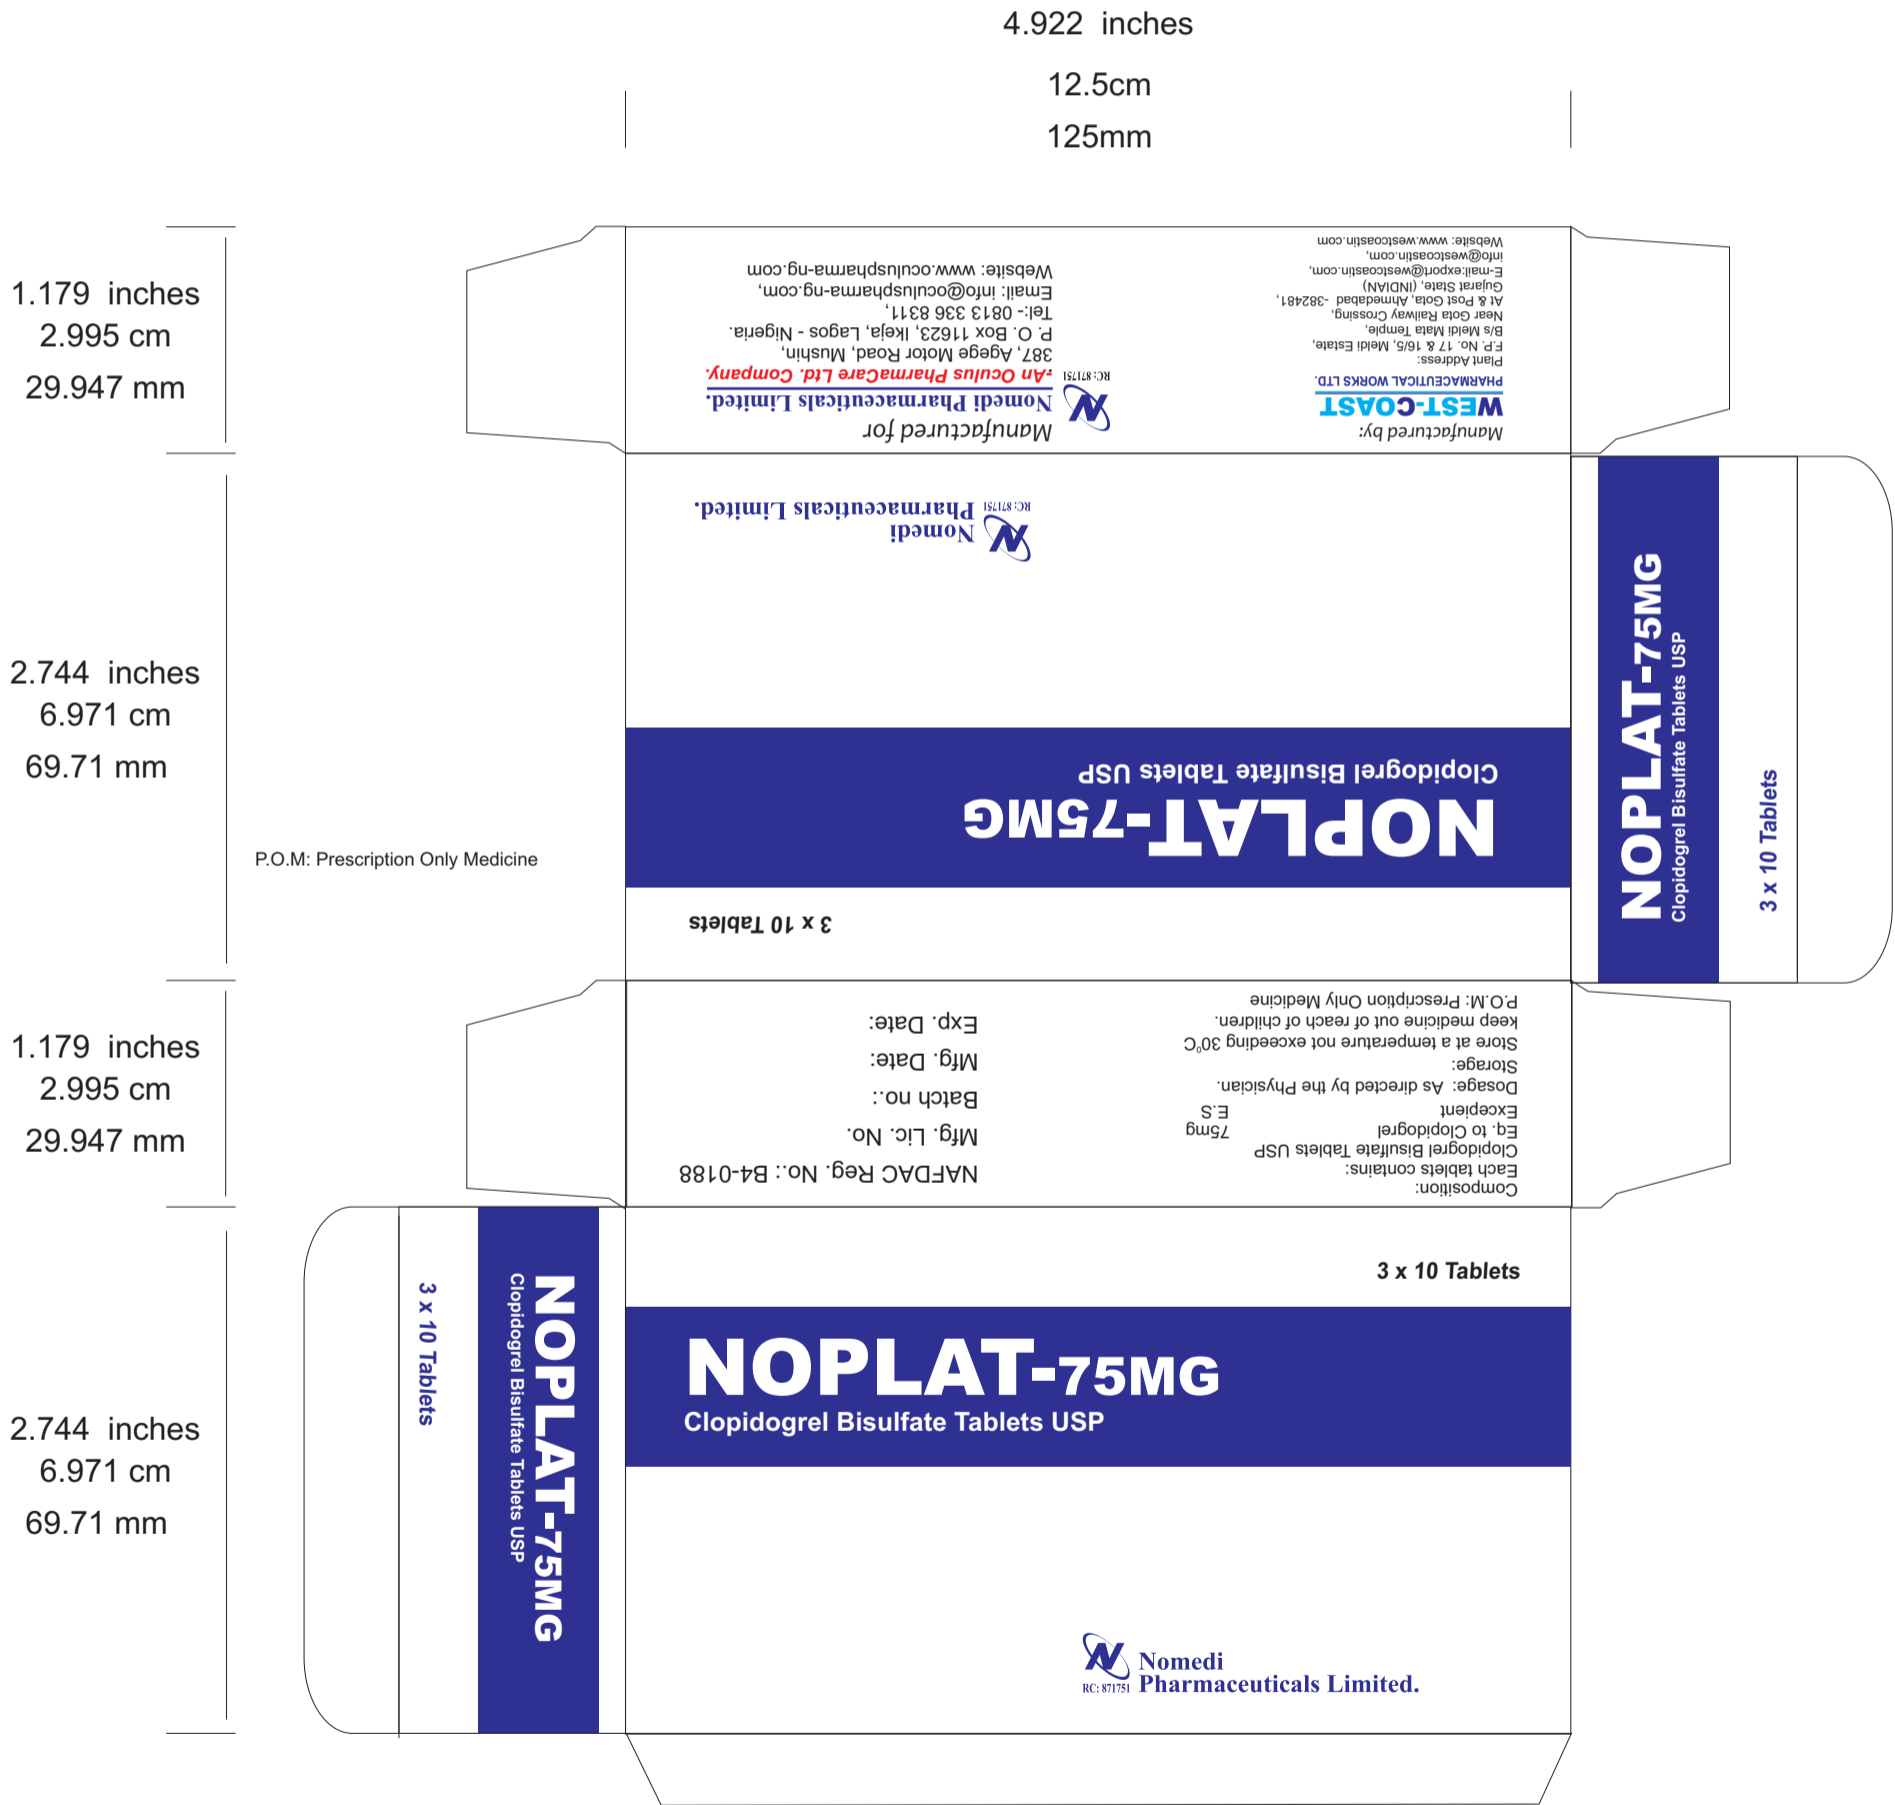 4.922 inches
12.5cm
125mm
1.179 inches
2.995 cm
29.947 mm
Manufactured by:
WEST-COAST
PHARMACEUTICAL WORKS LTD.
Plant Address:
F.P. No. 17 & 16/5, Meldi Estate,
B/s Meldi Mata Temple,
Near Gota Railway Crossing,
At & Post Gota, Ahmedabad -382481,
Gujarat State, (INDIAN)
E-mail:export@westcoastin.com,
info@westcoastin.com,
Website: www.westcoastin.com
Manufactured for
Nomedi Pharmaceuticals Limited.
-An Oculus PharmaCare Ltd. Company.
RC: 871751
387, Agege Motor Road, Mushin,
P. O. Box 11623, Ikeja, Lagos - Nigeria.
Tel:- 0813 336 8311,
Email: info@oculuspharma-ng.com,
Website: www.oculuspharma-ng.com
2.744 inches
6.971 cm
69.71 mm
P.O.M: Prescription Only Medicine
3 x 10 Tablets
NOPLAT-75MG
Clopidogrel Bisulfate Tablets USP
Nomedi
Pharmaceuticals Limited.
RC: 871751
NOPLAT-75MG
Clopidogrel Bisulfate Tablets USP
3 x 10 Tablets
1.179 inches
2.995 cm
29.947 mm
Composition:
Each tablets contains:
Clopidogrel Bisulfate Tablets USP
Eq. to Clopidogrel 75mg
Excepient E.S
Dosage: As directed by the Physician.
Storage:
Store at a temperature not exceeding 30⁰C
keep medicine out of reach of children.
P.O.M: Prescription Only Medicine
NAFDAC Reg. No.: B4-0188
Mfg. Lic. No.
Batch no.:
Mfg. Date:
Exp. Date:
2.744 inches
6.971 cm
69.71 mm
NOPLAT-75MG
Clopidogrel Bisulfate Tablets USP
3 x 10 Tablets
3 x 10 Tablets
NOPLAT-75MG
Clopidogrel Bisulfate Tablets USP
Nomedi
RC: 871751 Pharmaceuticals Limited.